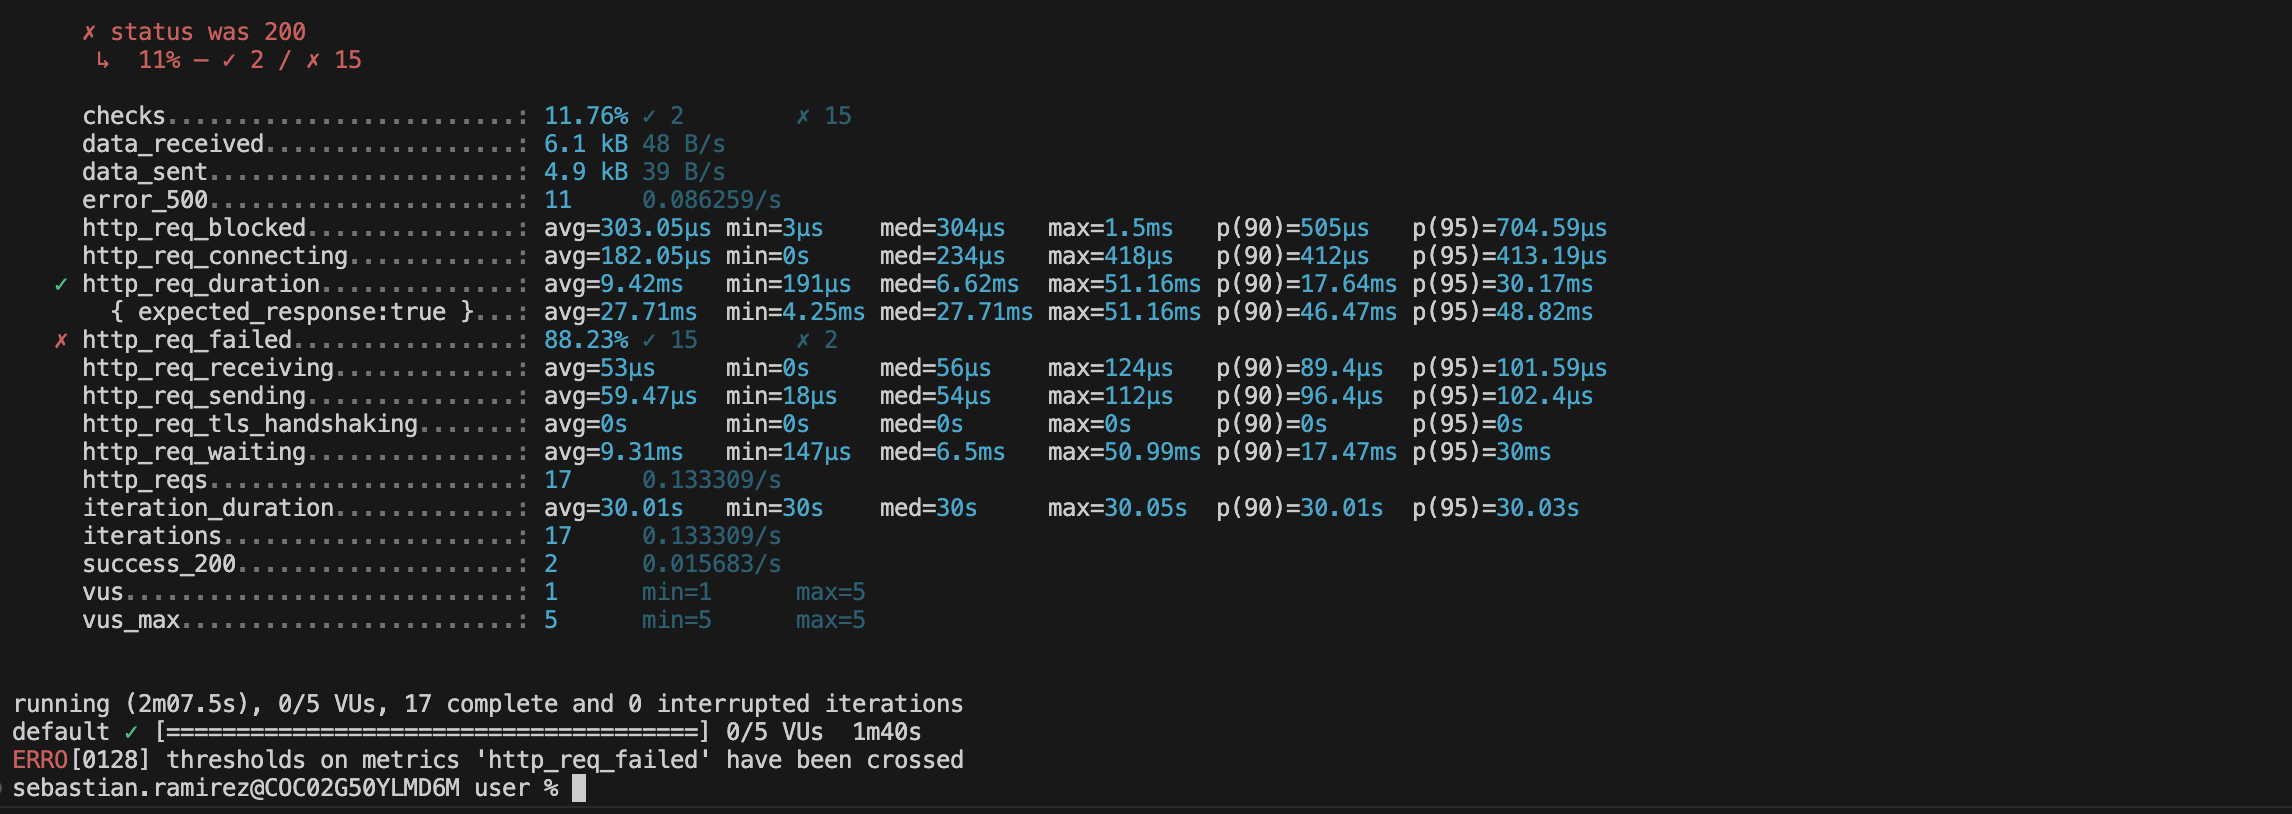 ✗ status was 200
↳  11% — ✓ 2 / ✗ 15
checks.........................: 11.76% ✓ 2        ✗ 15
data_received..................: 6.1 kB 48 B/s
data_sent......................: 4.9 kB 39 B/s
error_500......................: 11     0.086259/s
http_req_blocked...............: avg=303.05µs min=3µs    med=304µs   max=1.5ms   p(90)=505µs   p(95)=704.59µs
http_req_connecting............: avg=182.05µs min=0s     med=234µs   max=418µs   p(90)=412µs   p(95)=413.19µs
✓ http_req_duration..............: avg=9.42ms   min=191µs  med=6.62ms  max=51.16ms p(90)=17.64ms p(95)=30.17ms
{ expected_response:true }...: avg=27.71ms  min=4.25ms med=27.71ms max=51.16ms p(90)=46.47ms p(95)=48.82ms
✗ http_req_failed................: 88.23% ✓ 15       ✗ 2
http_req_receiving.............: avg=53µs     min=0s     med=56µs    max=124µs   p(90)=89.4µs  p(95)=101.59µs
http_req_sending...............: avg=59.47µs  min=18µs   med=54µs    max=112µs   p(90)=96.4µs  p(95)=102.4µs
http_req_tls_handshaking.......: avg=0s       min=0s     med=0s      max=0s      p(90)=0s      p(95)=0s
http_req_waiting...............: avg=9.31ms   min=147µs  med=6.5ms   max=50.99ms p(90)=17.47ms p(95)=30ms
http_reqs......................: 17     0.133309/s
iteration_duration.............: avg=30.01s   min=30s    med=30s     max=30.05s  p(90)=30.01s  p(95)=30.03s
iterations.....................: 17     0.133309/s
success_200....................: 2      0.015683/s
vus............................: 1      min=1      max=5
vus_max........................: 5      min=5      max=5
running (2m07.5s), 0/5 VUs, 17 complete and 0 interrupted iterations
default ✓ [======================================] 0/5 VUs  1m40s
ERRO[0128] thresholds on metrics 'http_req_failed' have been crossed
sebastian.ramirez@COC02G50YLMD6M user %